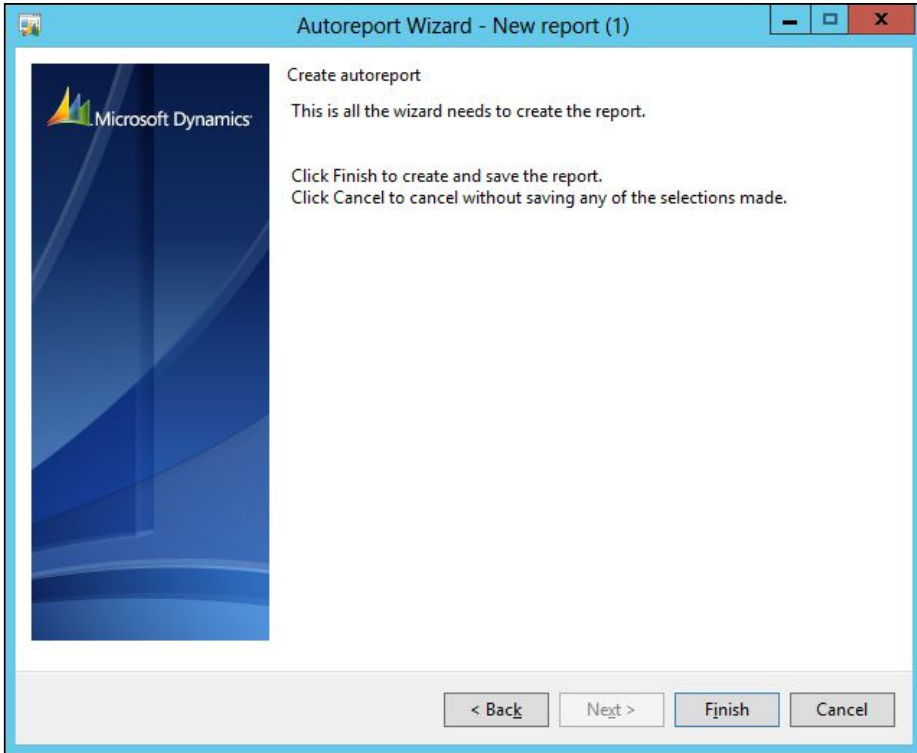 Autoreport Wizard - New report (1)
Microsoft Dynamics
Create autoreport
This is all the wizard needs to create the report.
Click Finish to create and save the report.
Click Cancel to cancel without saving any of the selections made.
< Back
Next >
Finish
Cancel